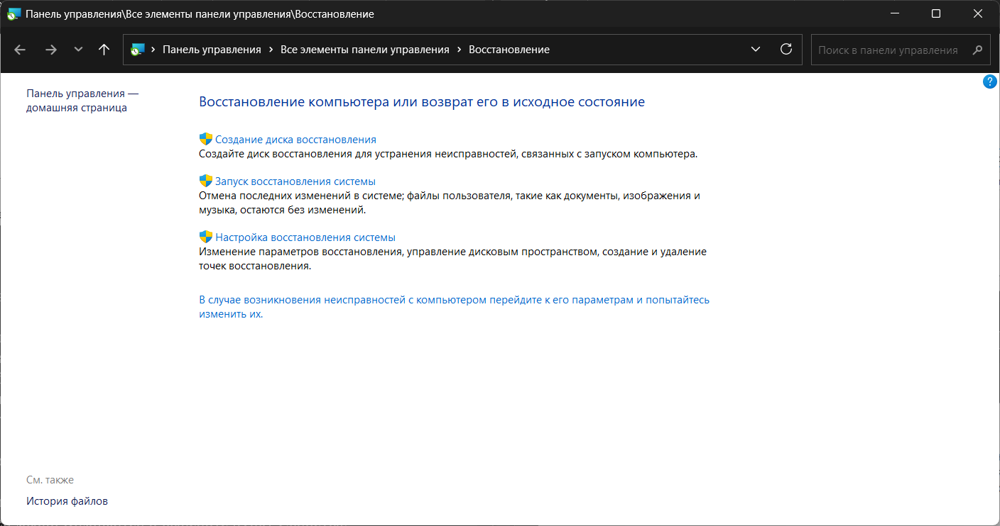 Панель управления\Все элементы панели управления\Восстановление
Панель управления › Все элементы панели управления › Восстановление
Поиск в панели управления
Панель управления —
домашняя страница
?
Восстановление компьютера или возврат его в исходное состояние
Создание диска восстановления
Создайте диск восстановления для устранения неисправностей, связанных с запуском компьютера.
Запуск восстановления системы
Отмена последних изменений в системе; файлы пользователя, такие как документы, изображения и
музыка, остаются без изменений.
Настройка восстановления системы
Изменение параметров восстановления, управление дисковым пространством, создание и удаление
точек восстановления.
В случае возникновения неисправностей с компьютером перейдите к его параметрам и попытайтесь
изменить их.
См. также
История файлов